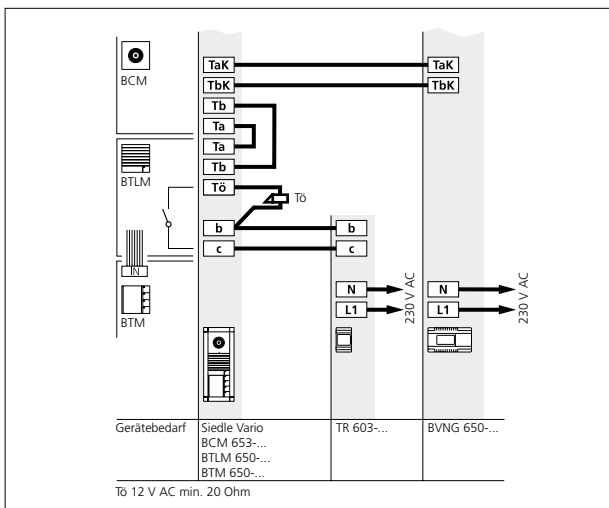 BCM
TaK TaK
TbK TbK
Tb
Ta
Ta
BTLM
Tb
Tö Tö
b b
c c
IN
BTM
N N
L1 L1
230 V AC 230 V AC
Gerätebedarf Siedle Vario TR 603-... BVNG 650-...
BCM 653-...
BTLM 650-...
BTM 650-...
Tö 12 V AC min. 20 Ohm